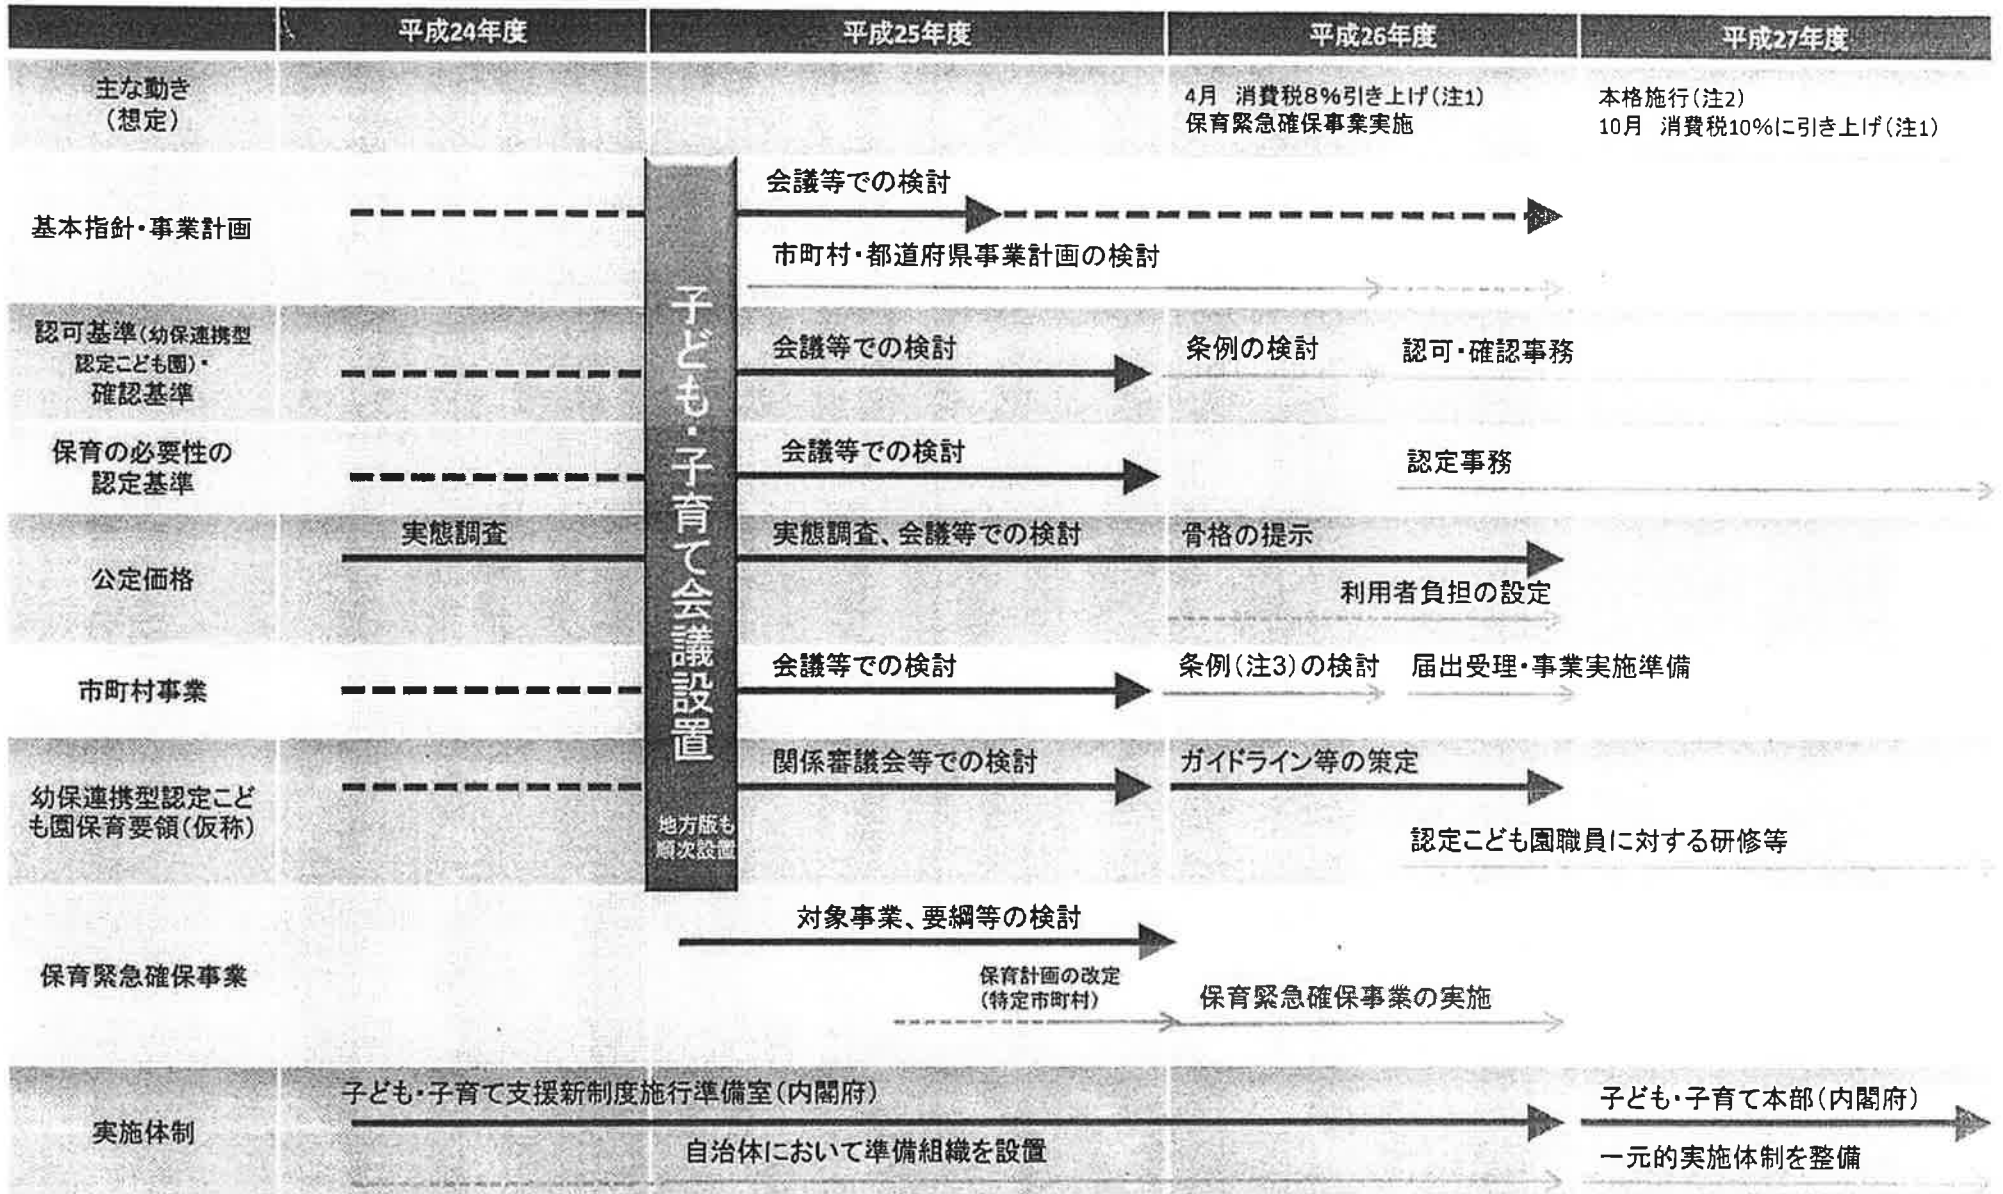 平成24年度
平成25年度
平成26年度
平成27年度
主な動き
(想定)
4月 消費税8%引き上げ(注1)
保育緊急確保事業実施
本格施行(注2)
10月 消費税10%に引き上げ(注1)
子ども・子育て会議設置
地方版も
順次設置
基本指針・事業計画
会議等での検討
市町村・都道府県事業計画の検討
認可基準(幼保連携型
認定こども園)・
確認基準
会議等での検討
条例の検討
認可・確認事務
保育の必要性の
認定基準
会議等での検討
認定事務
公定価格
実態調査
実態調査、会議等での検討
骨格の提示
利用者負担の設定
市町村事業
会議等での検討
条例(注3)の検討
届出受理・事業実施準備
幼保連携型認定こど
も園保育要領(仮称)
関係審議会等での検討
ガイドライン等の策定
認定こども園職員に対する研修等
保育緊急確保事業
対象事業、要綱等の検討
保育計画の改定
(特定市町村)
保育緊急確保事業の実施
実施体制
子ども・子育て支援新制度施行準備室(内閣府)
自治体において準備組織を設置
子ども・子育て本部(内閣府)
一元的実施体制を整備